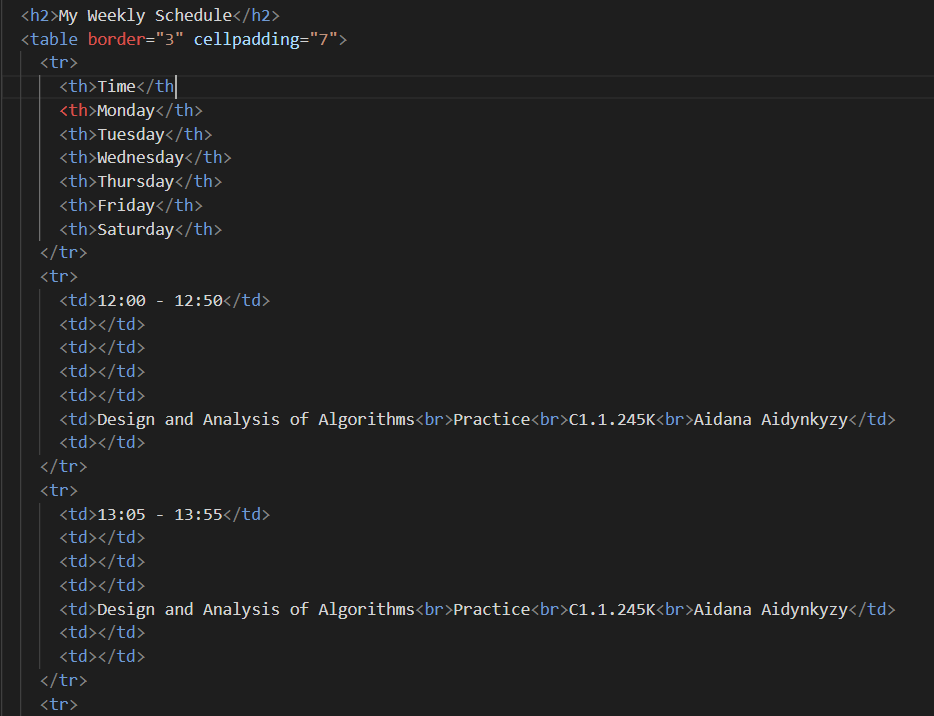 <h2>My Weekly Schedule</h2>
<table border="3" cellpadding="7">
<tr>
<th>Time</th
<th>Monday</th>
<th>Tuesday</th>
<th>Wednesday</th>
<th>Thursday</th>
<th>Friday</th>
<th>Saturday</th>
</tr>
<tr>
<td>12:00 - 12:50</td>
<td></td>
<td></td>
<td></td>
<td></td>
<td>Design and Analysis of Algorithms<br>Practice<br>C1.1.245K<br>Aidana Aidynkyzy</td>
<td></td>
</tr>
<tr>
<td>13:05 - 13:55</td>
<td></td>
<td></td>
<td></td>
<td>Design and Analysis of Algorithms<br>Practice<br>C1.1.245K<br>Aidana Aidynkyzy</td>
<td></td>
<td></td>
</tr>
<tr>